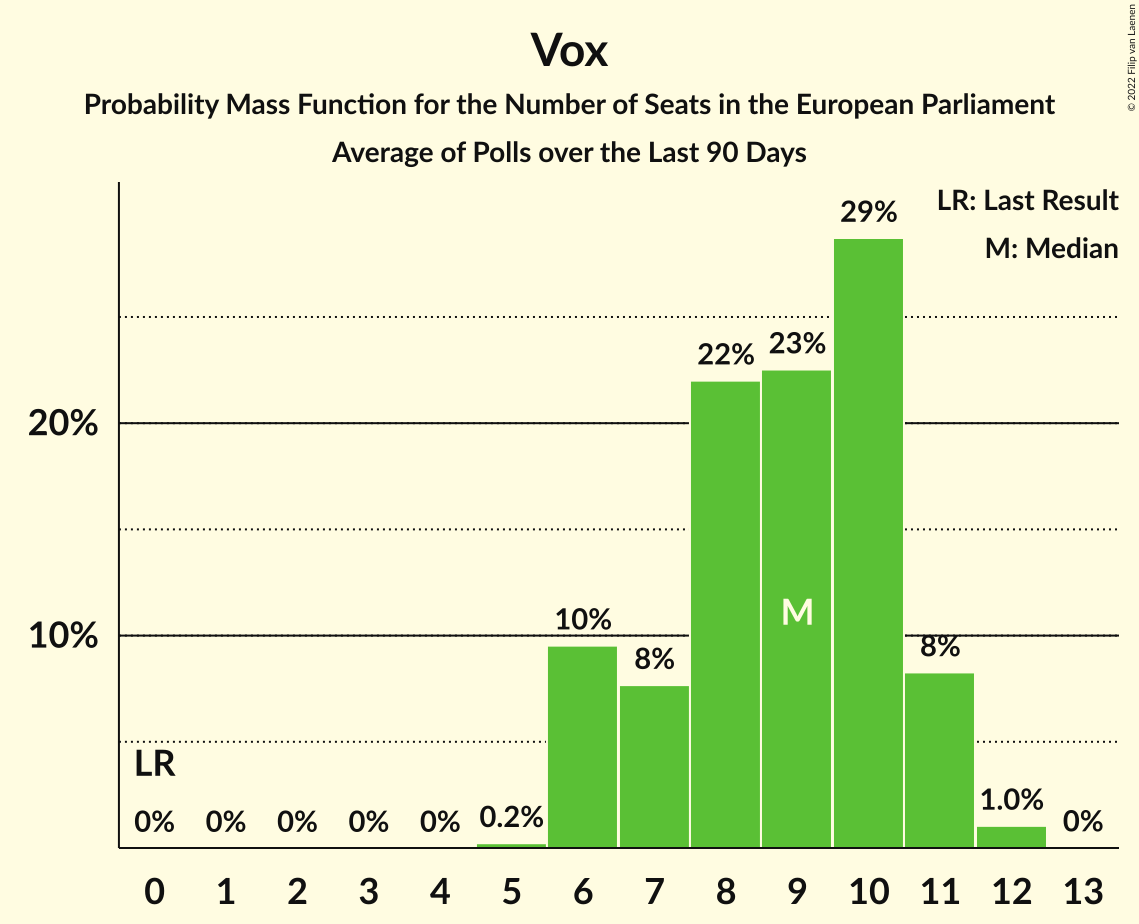 Vox
Probability Mass Function for the Number of Seats in the European Parliament
Average of Polls over the Last 90 Days
© 2022 Filip van Laenen
LR: Last Result
M: Median
20%
10%
LR
0%
0%
0%
0%
0%
0.2%
10%
8%
22%
23%
29%
8%
1.0%
0%
M
0 1 2 3 4 5 6 7 8 9 10 11 12 13